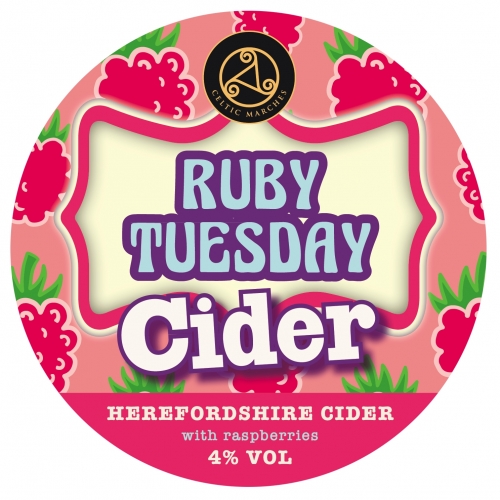 CELTIC MARCHES
RUBY
TUESDAY
Cider
HEREFORDSHIRE CIDER
with raspberries
4% VOL